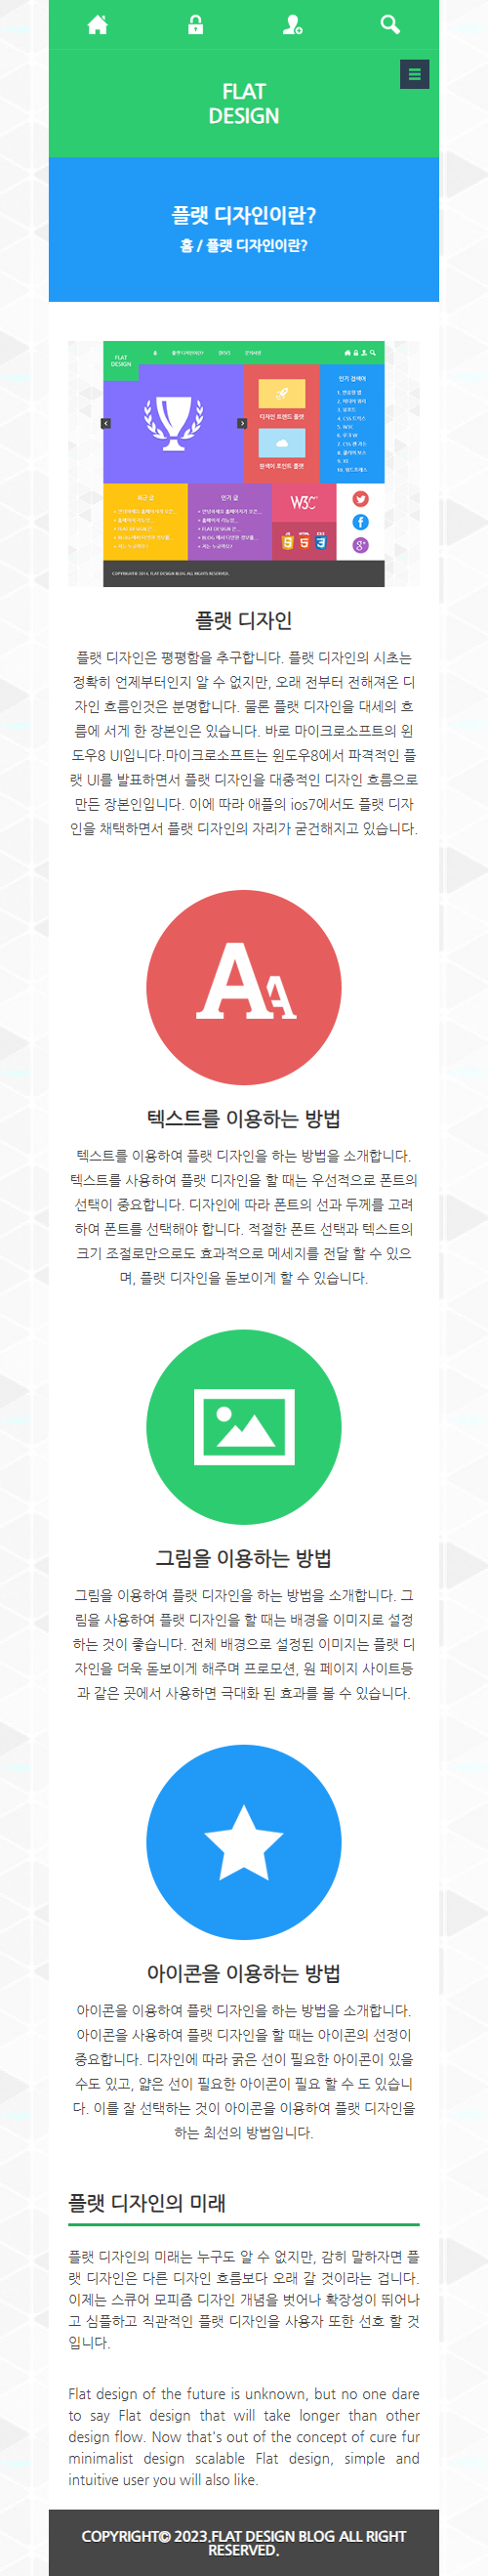 FLAT
DESIGN
플랫 디자인이란?
홈 / 플랫 디자인이란?
FLAT
DESIGN
홈
인기 검색어
디자인 트렌드 플랫
원색의 포인트 플랫
최근 글
인기 글
W3C
플랫 디자인
플랫 디자인은 평평함을 추구합니다. 플랫 디자인의 시초는
정확히 언제부터인지 알 수 없지만, 오래 전부터 전해져온 디
자인 흐름인것은 분명합니다. 물론 플랫 디자인을 대세의 흐
름에 서게 한 장본인은 있습니다. 바로 마이크로소프트의 윈
도우8 UI입니다.마이크로소프트는 윈도우8에서 파격적인 플
랫 UI를 발표하면서 플랫 디자인을 대중적인 디자인 흐름으로
만든 장본인입니다. 이에 따라 애플의 ios7에서도 플랫 디자
인을 채택하면서 플랫 디자인의 자리가 굳건해지고 있습니다.
AA
텍스트를 이용하는 방법
텍스트를 이용하여 플랫 디자인을 하는 방법을 소개합니다.
텍스트를 사용하여 플랫 디자인을 할 때는 우선적으로 폰트의
선택이 중요합니다. 디자인에 따라 폰트의 선과 두께를 고려
하여 폰트를 선택해야 합니다. 적절한 폰트 선택과 텍스트의
크기 조절로만으로도 효과적으로 메세지를 전달 할 수 있으
며, 플랫 디자인을 돋보이게 할 수 있습니다.
그림을 이용하는 방법
그림을 이용하여 플랫 디자인을 하는 방법을 소개합니다. 그
림을 사용하여 플랫 디자인을 할 때는 배경을 이미지로 설정
하는 것이 좋습니다. 전체 배경으로 설정된 이미지는 플랫 디
자인을 더욱 돋보이게 해주며 프로모션, 원 페이지 사이트등
과 같은 곳에서 사용하면 극대화 된 효과를 볼 수 있습니다.
아이콘을 이용하는 방법
아이콘을 이용하여 플랫 디자인을 하는 방법을 소개합니다.
아이콘을 사용하여 플랫 디자인을 할 때는 아이콘의 선정이
중요합니다. 디자인에 따라 굵은 선이 필요한 아이콘이 있을
수도 있고, 얇은 선이 필요한 아이콘이 필요 할 수 도 있습니
다. 이를 잘 선택하는 것이 아이콘을 이용하여 플랫 디자인을
하는 최선의 방법입니다.
플랫 디자인의 미래
플랫 디자인의 미래는 누구도 알 수 없지만, 감히 말하자면 플
랫 디자인은 다른 디자인 흐름보다 오래 갈 것이라는 겁니다.
이제는 스큐어 모피즘 디자인 개념을 벗어나 확장성이 뛰어나
고 심플하고 직관적인 플랫 디자인을 사용자 또한 선호 할 것
입니다.
Flat design of the future is unknown, but no one dare
to say Flat design that will take longer than other
design flow. Now that's out of the concept of cure fur
minimalist design scalable Flat design, simple and
intuitive user you will also like.
COPYRIGHT© 2023.FLAT DESIGN BLOG ALL RIGHT
RESERVED.